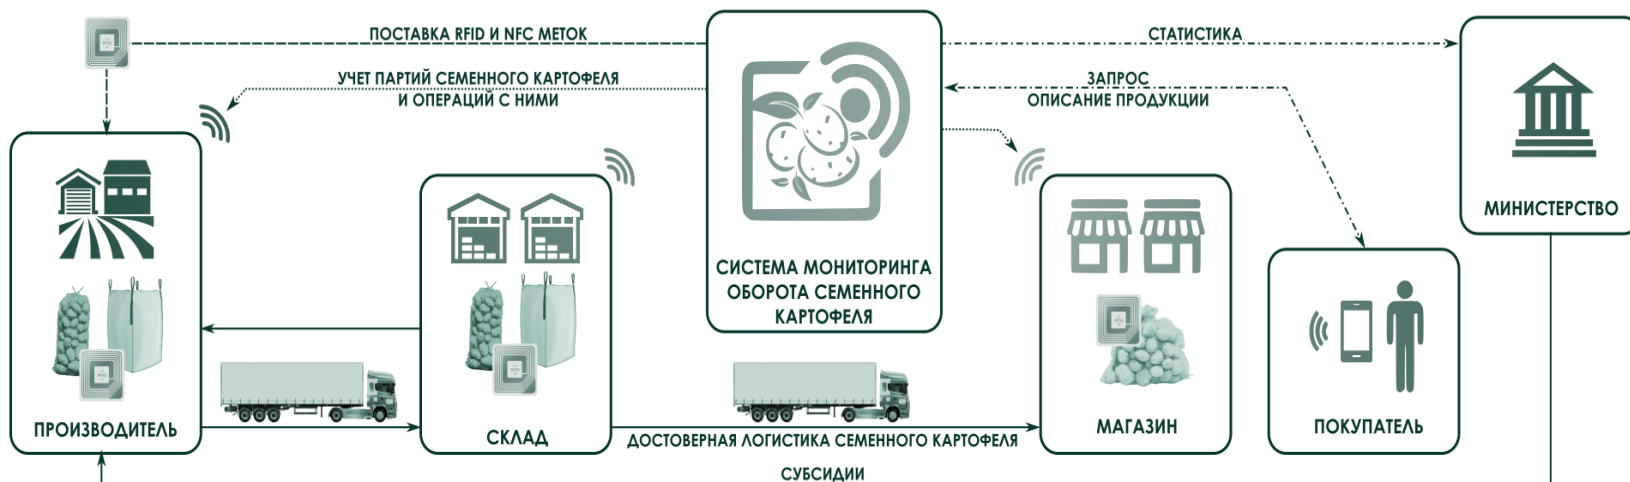 ПОСТАВКА RFID И NFC МЕТОК
СТАТИСТИКА
УЧЕТ ПАРТИЙ СЕМЕННОГО КАРТОФЕЛЯ
И ОПЕРАЦИЙ С НИМИ
ЗАПРОС
ОПИСАНИЕ ПРОДУКЦИИ
МИНИСТЕРСТВО
СИСТЕМА МОНИТОРИНГА
ОБОРОТА СЕМЕННОГО
КАРТОФЕЛЯ
ПРОИЗВОДИТЕЛЬ
СКЛАД
ДОСТОВЕРНАЯ ЛОГИСТИКА СЕМЕННОГО КАРТОФЕЛЯ
МАГАЗИН
ПОКУПАТЕЛЬ
СУБСИДИИ